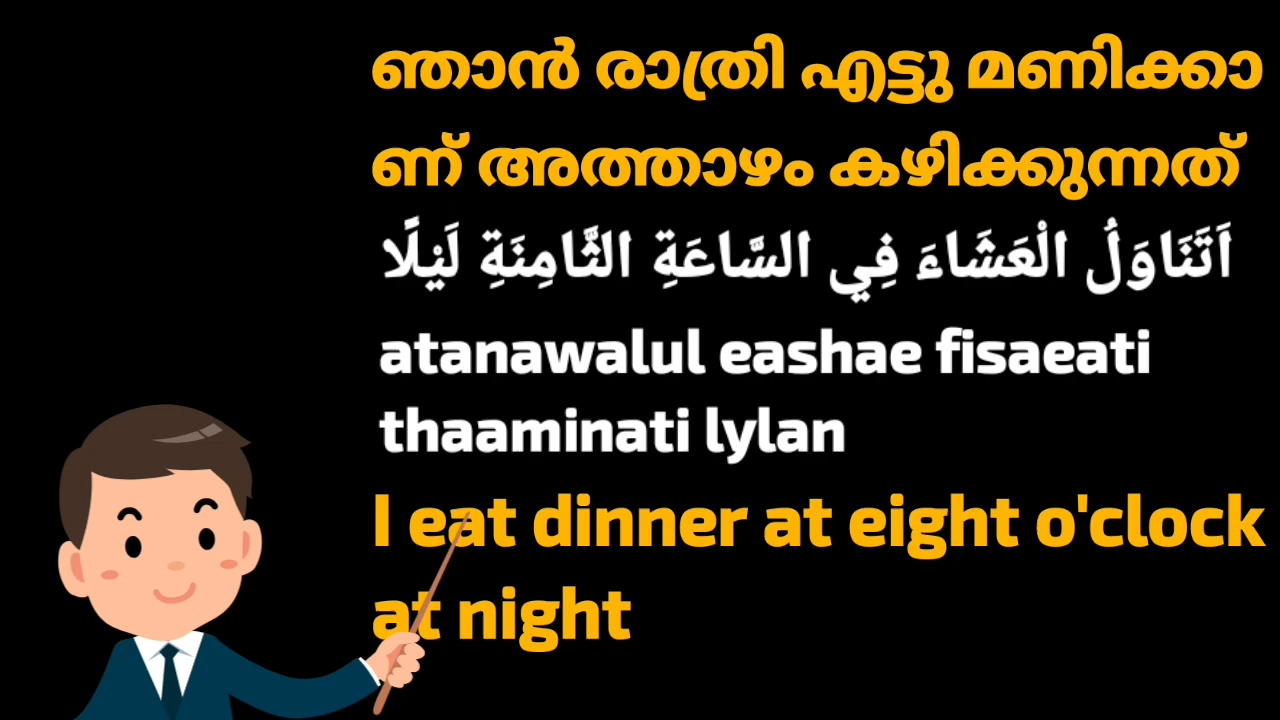 ഞാൻ രാത്രി എട്ടു മണിക്കാ
ണ് അത്താഴം കഴിക്കുന്നത്
اَتَنَاوَلُ الْعَشَاءَ فِي السَّاعَةِ الثَّامِنَةِ لَيْلًا
atanawalul eashae fisaeati
thaaminati lylan
I eat dinner at eight o'clock
at night